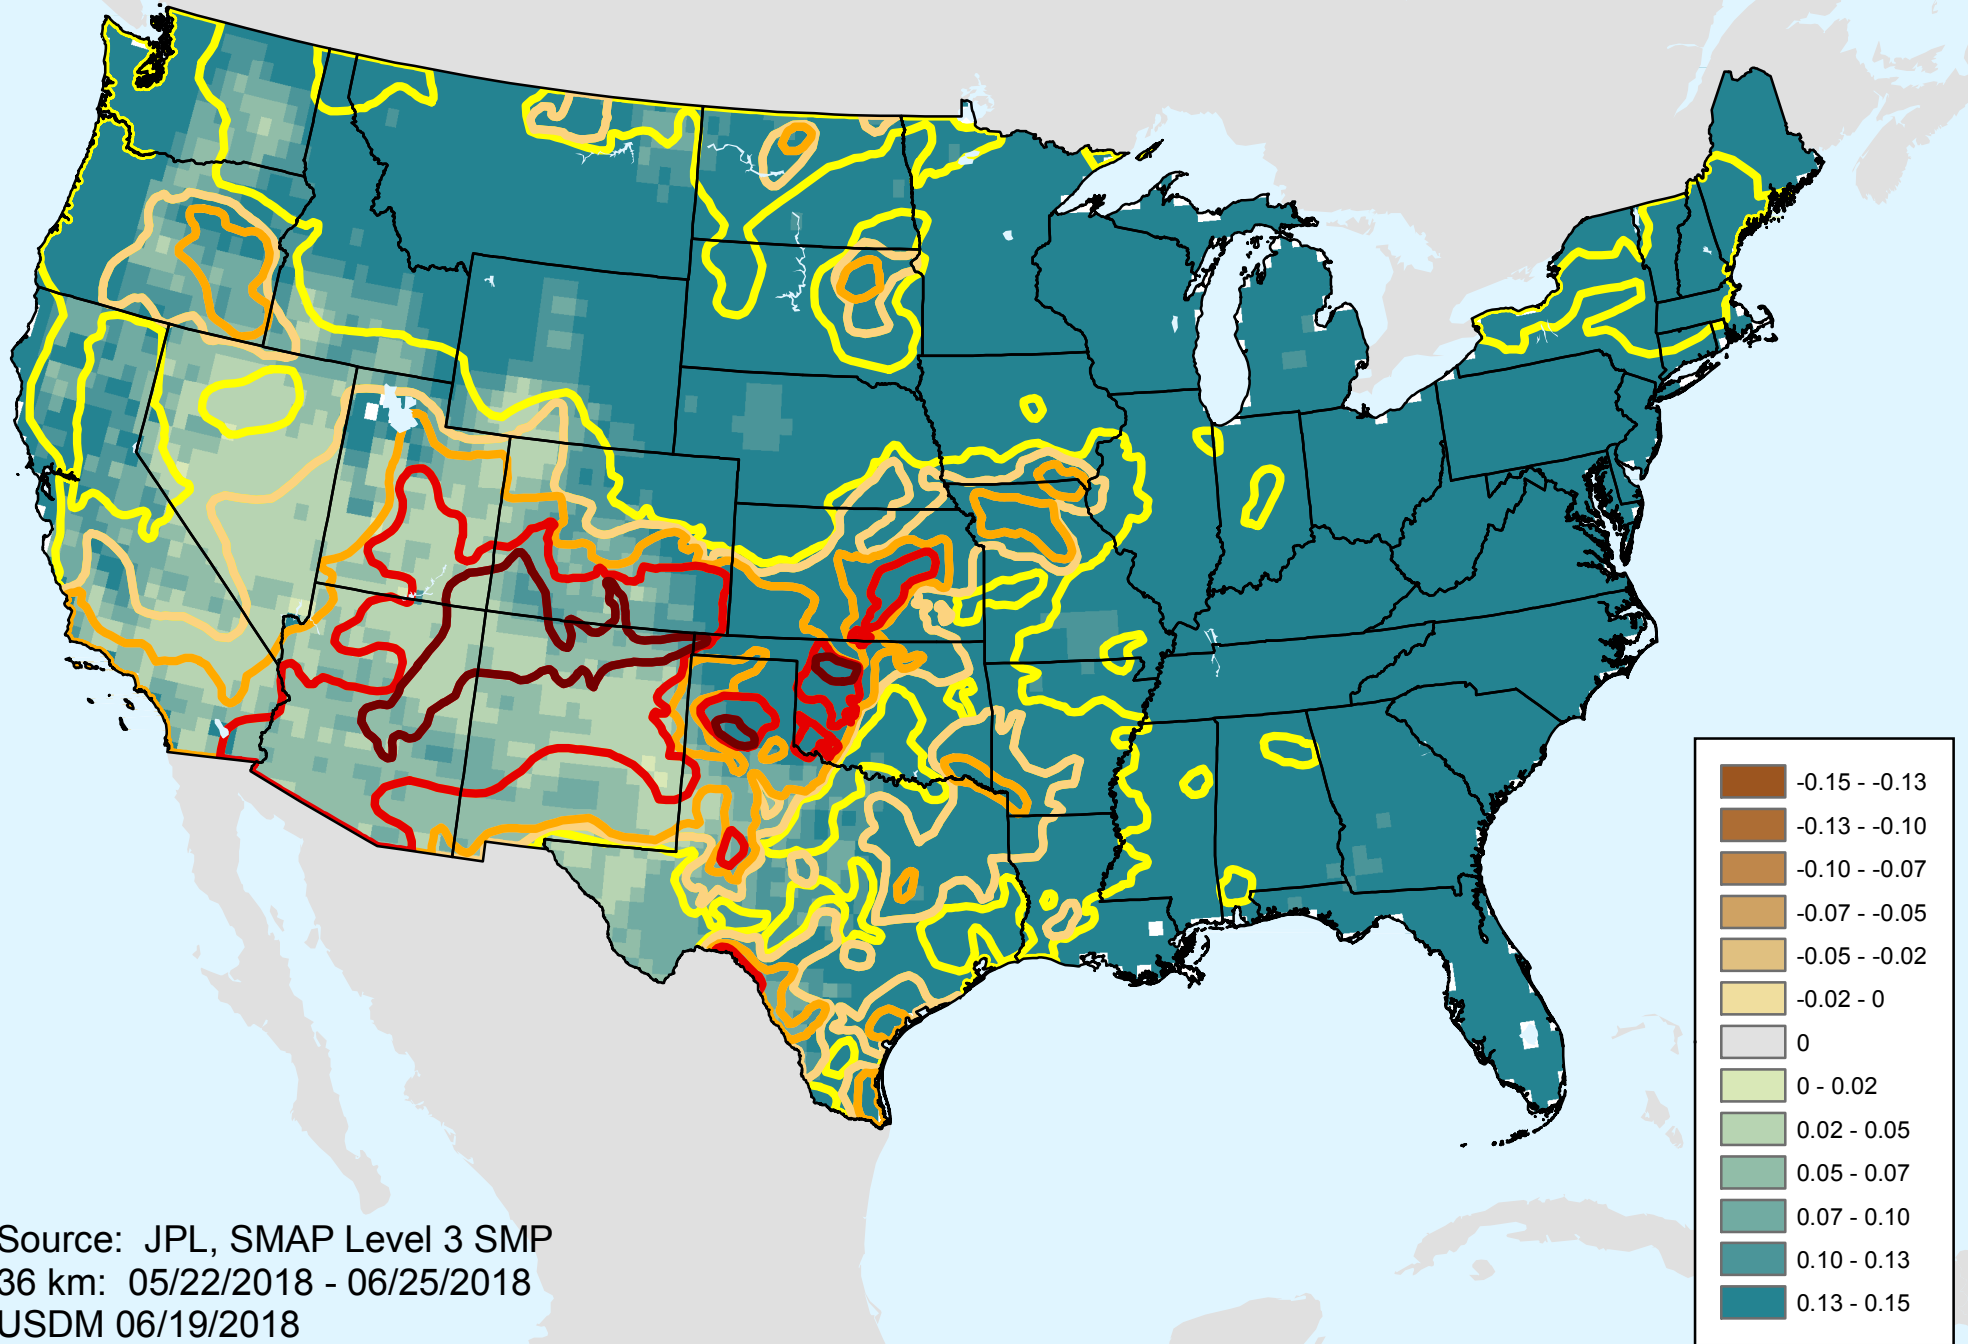 -0.15 - -0.13
-0.13 - -0.10
-0.10 - -0.07
-0.07 - -0.05
-0.05 - -0.02
-0.02 - 0
0
0 - 0.02
0.02 - 0.05
0.05 - 0.07
0.07 - 0.10
0.10 - 0.13
0.13 - 0.15
Source: JPL, SMAP Level 3 SMP
36 km: 05/22/2018 - 06/25/2018
USDM 06/19/2018